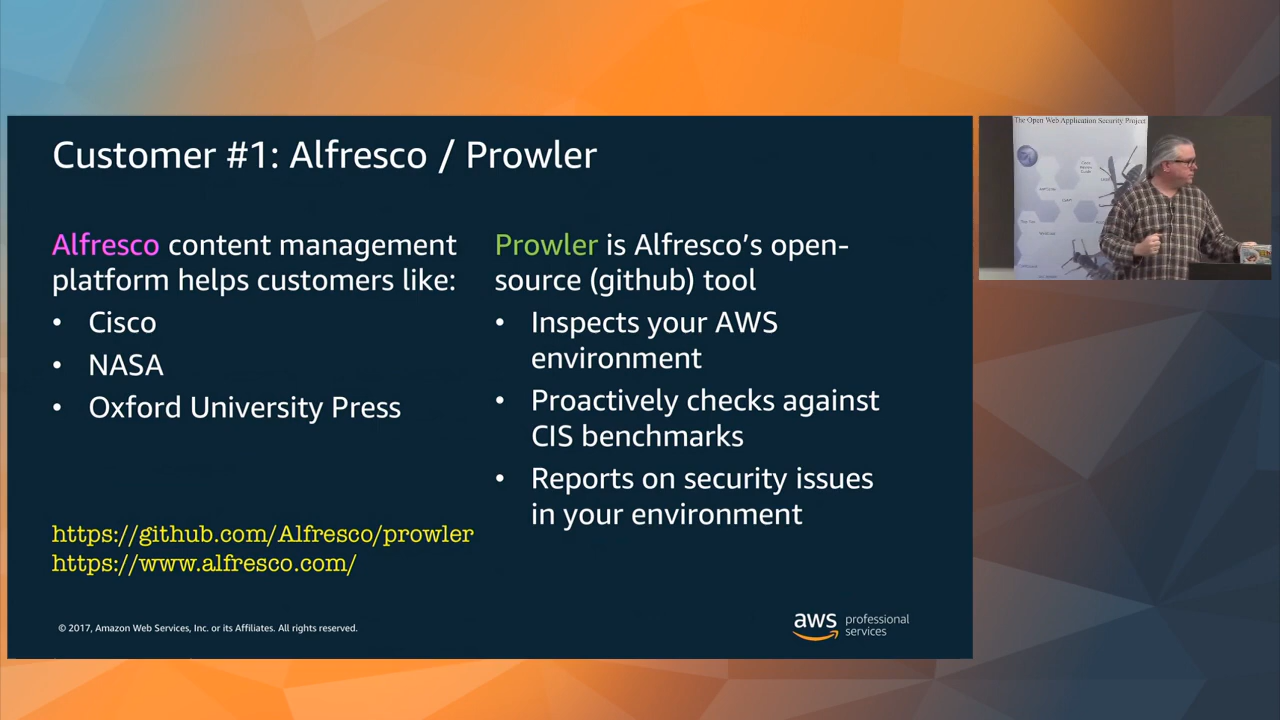 Customer #1: Alfresco / Prowler
Alfresco content management
platform helps customers like:
• Cisco
• NASA
• Oxford University Press
https://github.com/Alfresco/prowler
https://www.alfresco.com/
Prowler is Alfresco's open-
source (github) tool
• Inspects your AWS
environment
• Proactively checks against
CIS benchmarks
• Reports on security issues
in your environment
© 2017, Amazon Web Services, Inc. or its Affiliates. All rights reserved.
aws professional
services
The Open Web Application Security Project